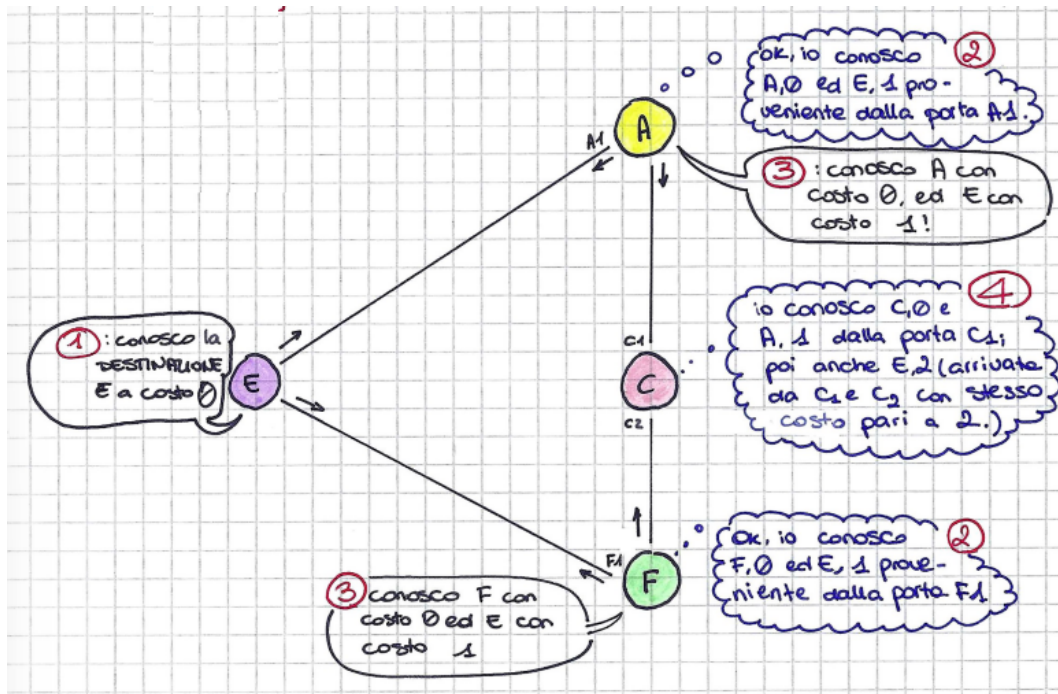 ②
OK, io conosco
A,0 ed E,1 pro-
veniente dalla porta A1.
A1
A
③ : conosco A con
costo 0, ed E con
costo 1!
④
io conosco C,0 e
A, 1 dalla porta C1;
poi anche E,2 (arrivate
da C1 e C2 con stesso
costo pari a 2.)
① : conosco la
DESTINAZIONE
E a costo 0
E
C1
C
C2
②
OK, io conosco
F,0 ed E, 1 prove-
niente dalla porta F1
F1
F
③ conosco F con
costo 0 ed E con
costo 1